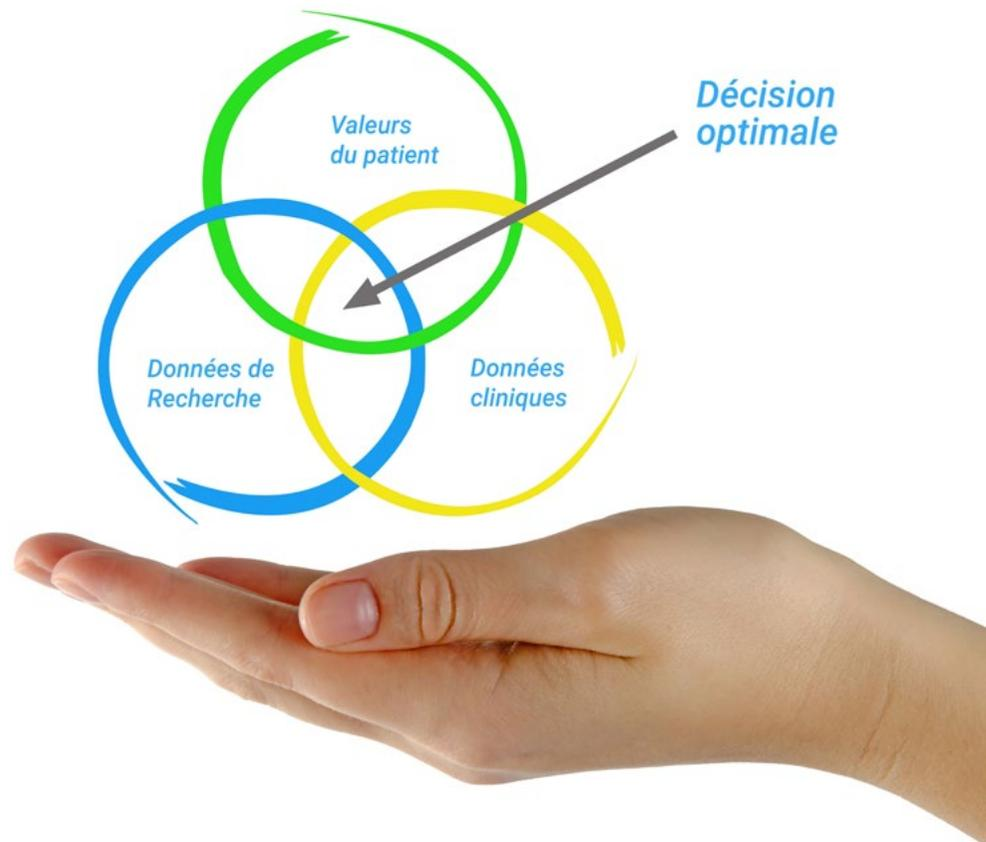 Valeurs
du patient
Décision
optimale
Données de
Recherche
Données
cliniques